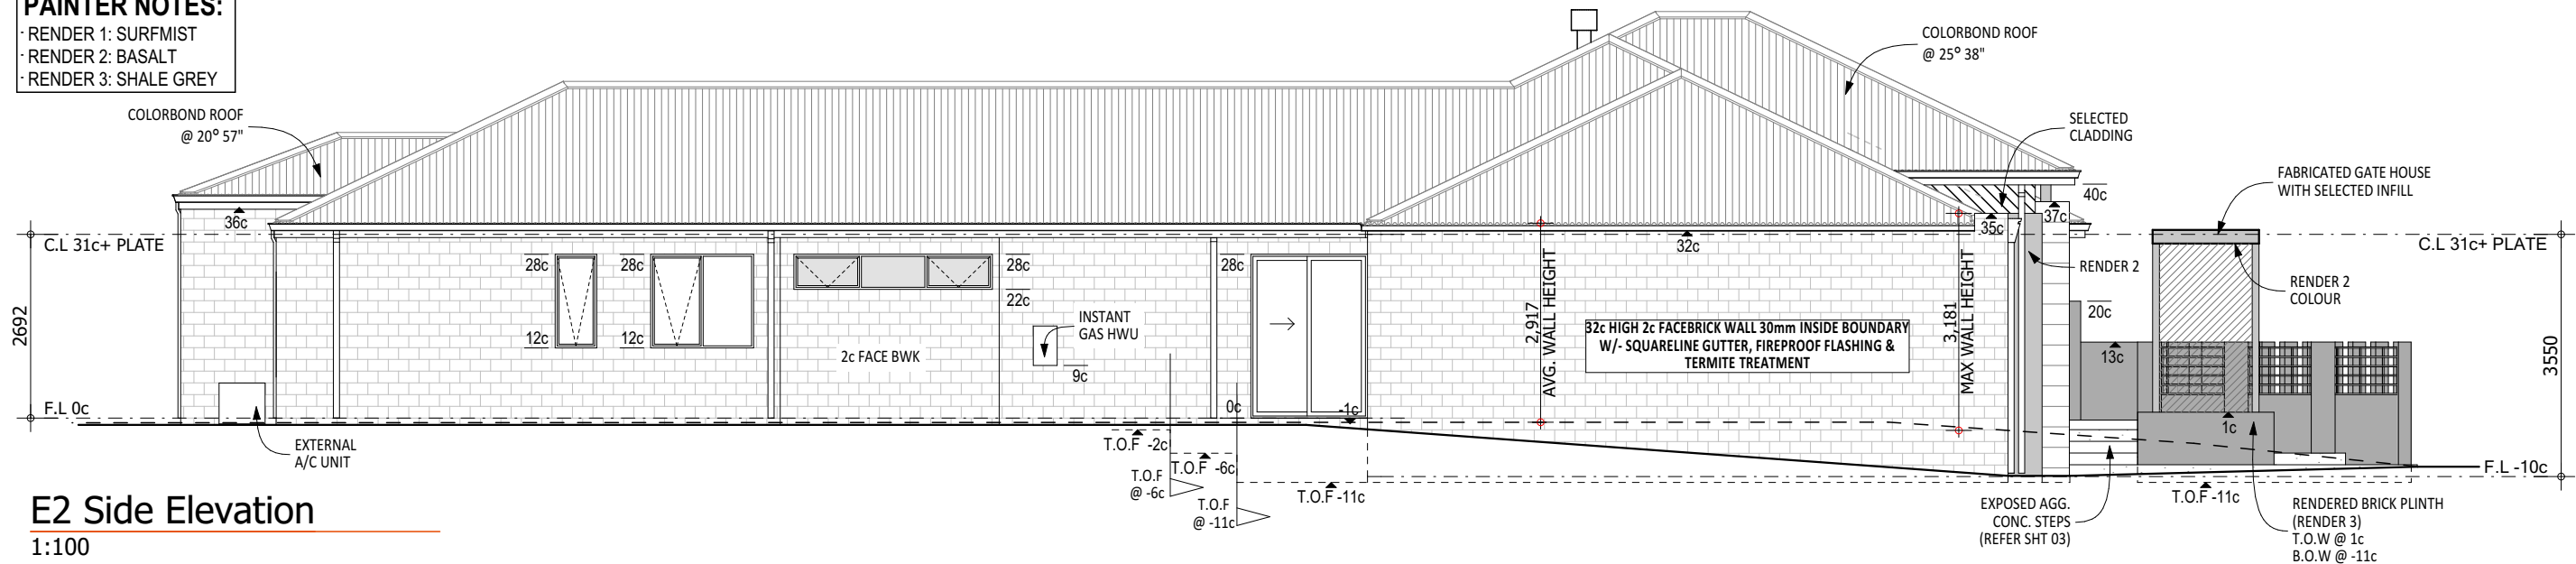 PAINTER NOTES:
· RENDER 1: SURFMIST
· RENDER 2: BASALT
· RENDER 3: SHALE GREY
COLORBOND ROOF
@ 20° 57"
COLORBOND ROOF
@ 25° 38"
SELECTED
CLADDING
FABRICATED GATE HOUSE
WITH SELECTED INFILL
36c
40c
37c
35c
32c
C.L 31c+ PLATE
C.L 31c+ PLATE
28c
28c
28c
28c
RENDER 2
RENDER 2
COLOUR
22c
20c
2692
2,917
AVG. WALL HEIGHT
3,181
MAX WALL HEIGHT
3550
INSTANT
GAS HWU
12c
12c
2c FACE BWK
9c
32c HIGH 2c FACEBRICK WALL 30mm INSIDE BOUNDARY
W/- SQUARELINE GUTTER, FIREPROOF FLASHING &
TERMITE TREATMENT
13c
F.L 0c
0c
-1c
1c
EXTERNAL
A/C UNIT
T.O.F -2c
T.O.F -6c
T.O.F
@ -6c
T.O.F
@ -11c
T.O.F -11c
T.O.F -11c
F.L -10c
EXPOSED AGG.
CONC. STEPS
(REFER SHT 03)
RENDERED BRICK PLINTH
(RENDER 3)
T.O.W @ 1c
B.O.W @ -11c
E2 Side Elevation
1:100